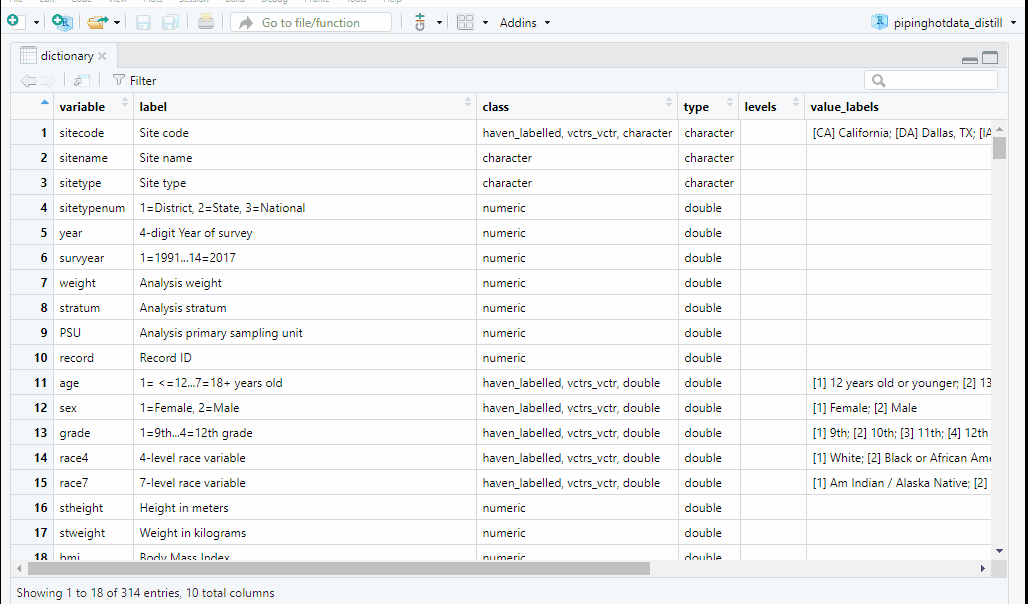 Go to file/function
Addins
pipinghotdata_distill
dictionary
Filter
variable label class type levels value_labels
1 sitecode Site code haven_labelled, vctrs_vctr, character character [CA] California; [DA] Dallas, TX; [IA
2 sitename Site name character character
3 sitetype Site type character character
4 sitetypenum 1=District, 2=State, 3=National numeric double
5 year 4-digit Year of survey numeric double
6 survyear 1=1991...14=2017 numeric double
7 weight Analysis weight numeric double
8 stratum Analysis stratum numeric double
9 PSU Analysis primary sampling unit numeric double
10 record Record ID numeric double
11 age 1= <=12...7=18+ years old haven_labelled, vctrs_vctr, double double [1] 12 years old or younger; [2] 13
12 sex 1=Female, 2=Male haven_labelled, vctrs_vctr, double double [1] Female; [2] Male
13 grade 1=9th...4=12th grade haven_labelled, vctrs_vctr, double double [1] 9th; [2] 10th; [3] 11th; [4] 12th
14 race4 4-level race variable haven_labelled, vctrs_vctr, double double [1] White; [2] Black or African Ame
15 race7 7-level race variable haven_labelled, vctrs_vctr, double double [1] Am Indian / Alaska Native; [2]
16 stheight Height in meters numeric double
17 stweight Weight in kilograms numeric double
18 bmi Body Mass Index numeric double
Showing 1 to 18 of 314 entries, 10 total columns